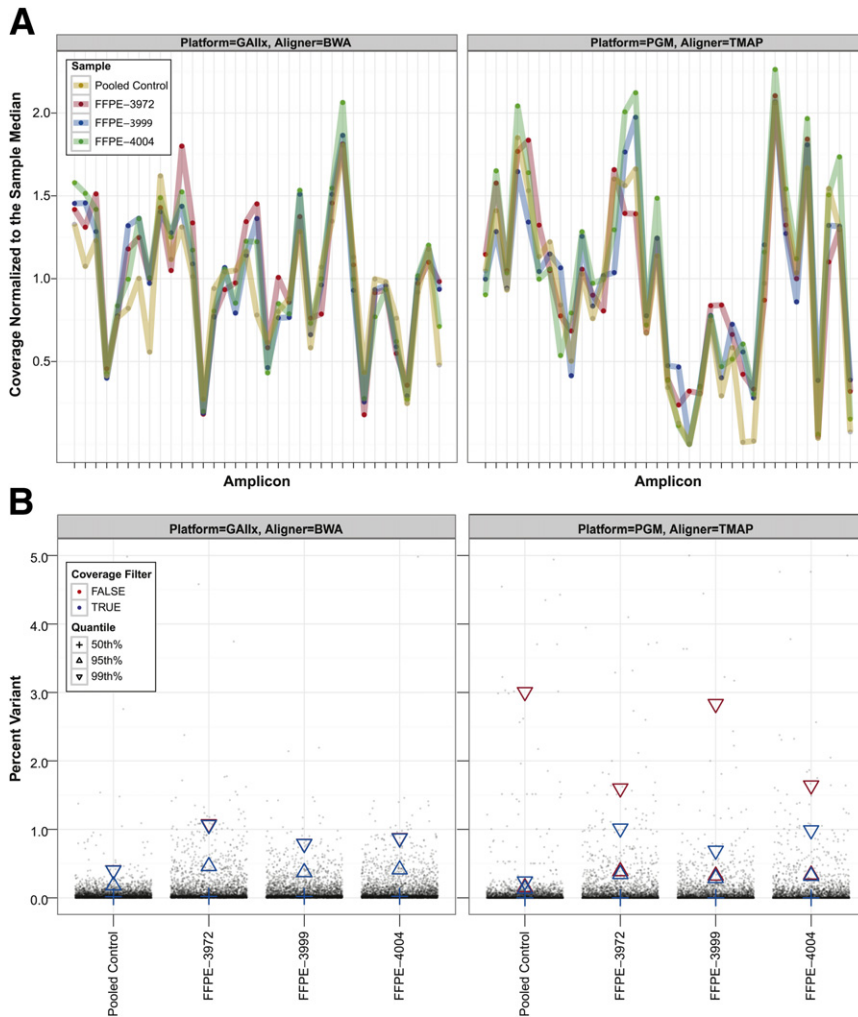 A
Platform=GAIIx, Aligner=BWA
Platform=PGM, Aligner=TMAP
Coverage Normalized to the Sample Median
2.0
1.5
1.0
0.5
Sample
Pooled Control
FFPE-3972
FFPE-3999
FFPE-4004
Amplicon
Amplicon
B
Platform=GAIIx, Aligner=BWA
Platform=PGM, Aligner=TMAP
Percent Variant
5.0
4.0
3.0
2.0
1.0
0.0
Coverage Filter
FALSE
TRUE
Quantile
50th%
95th%
99th%
Pooled Control
FFPE-3972
FFPE-3999
FFPE-4004
Pooled Control
FFPE-3972
FFPE-3999
FFPE-4004